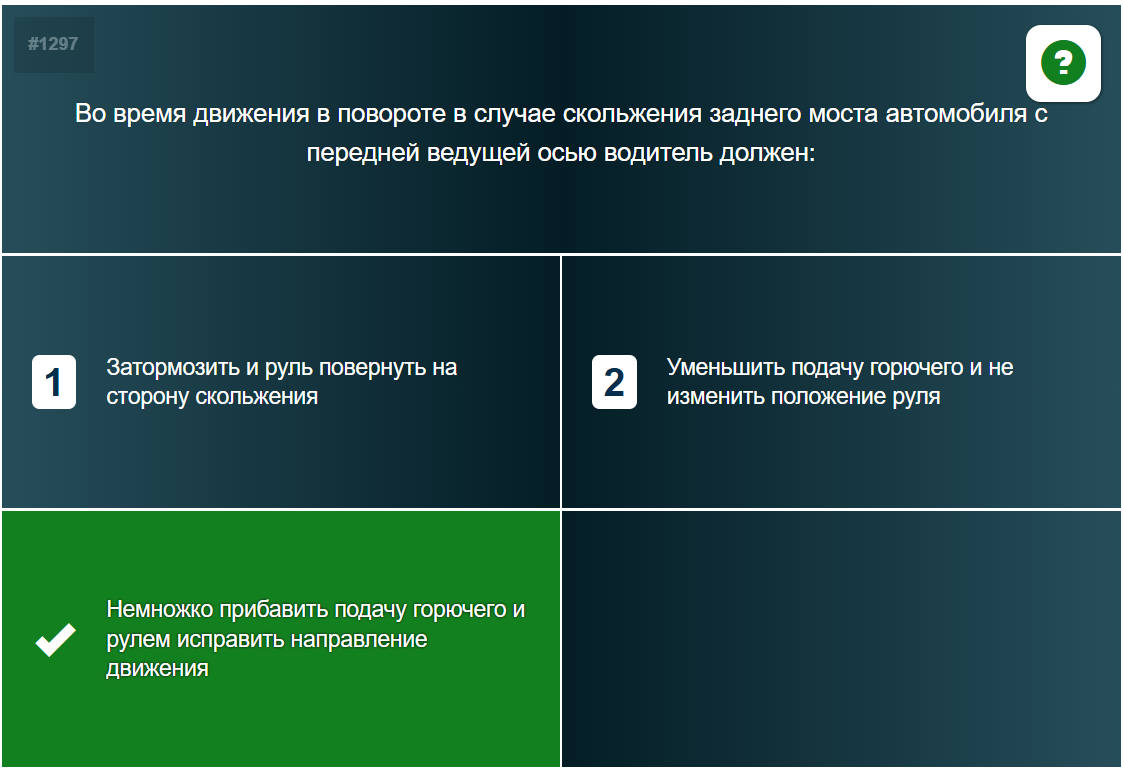 #1297
?
Во время движения в повороте в случае скольжения заднего моста автомобиля с
передней ведущей осью водитель должен:
1
Затормозить и руль повернуть на
сторону скольжения
2
Уменьшить подачу горючего и не
изменить положение руля
Немножко прибавить подачу горючего и
рулем исправить направление
движения